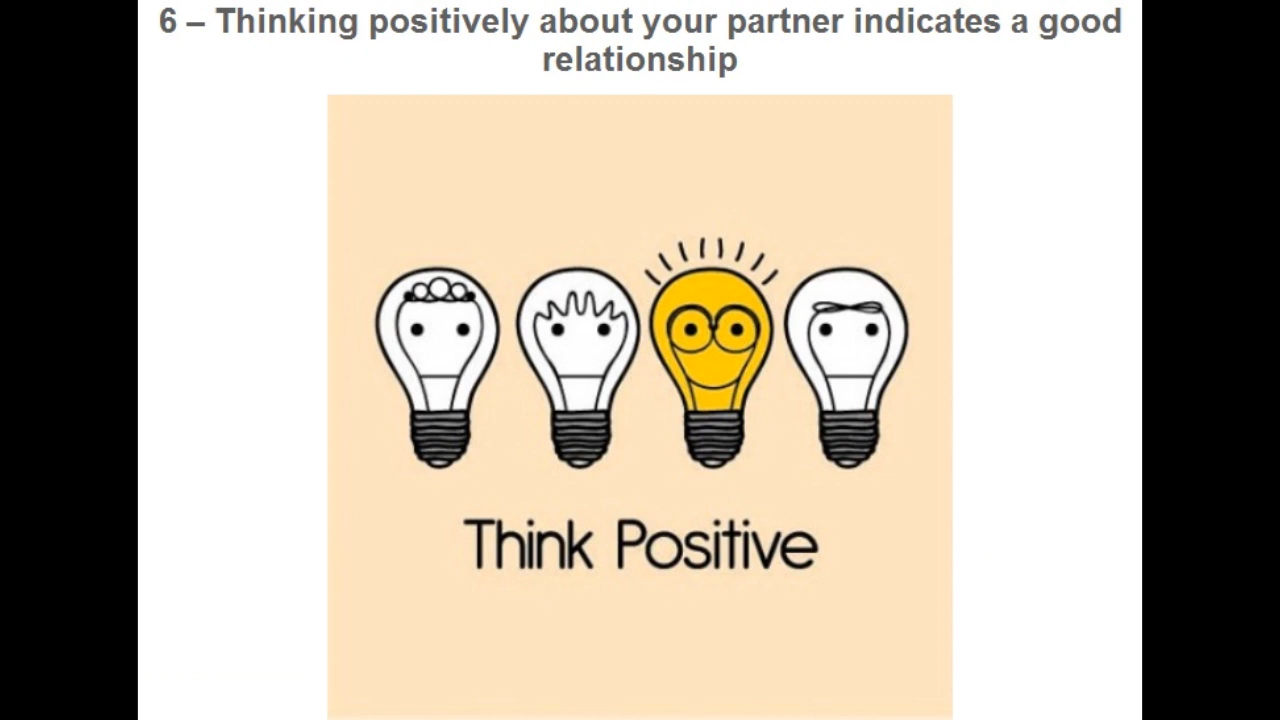 6 – Thinking positively about your partner indicates a good
relationship
Think Positive